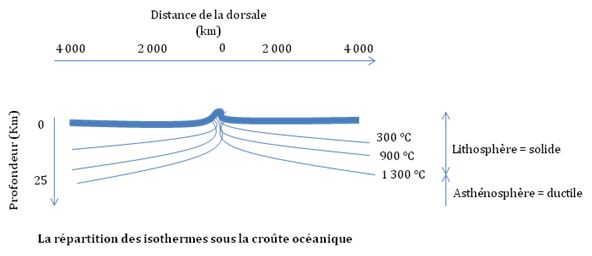 Distance de la dorsale
(km)
4 000 2 000 0 2 000 4 000
Profondeur (Km)
0
25
300 °C
900 °C
1 300 °C
Lithosphère = solide
Asthénosphère = ductile
La répartition des isothermes sous la croûte océanique